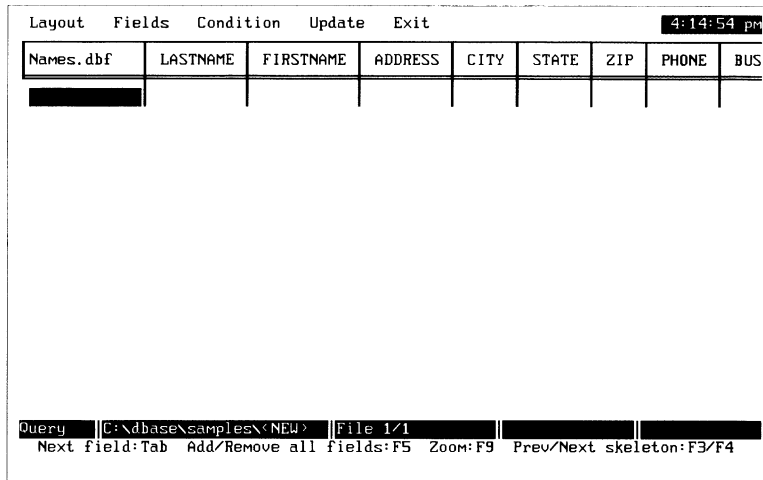 Layout Fields Condition Update Exit 4:14:54 pm
Names.dbf LASTNAME FIRSTNAME ADDRESS CITY STATE ZIP PHONE BUS
Query C:\dbase\samples\<NEW> File 1/1
Next field:Tab Add/Remove all fields:F5 Zoom:F9 Prev/Next skeleton:F3/F4